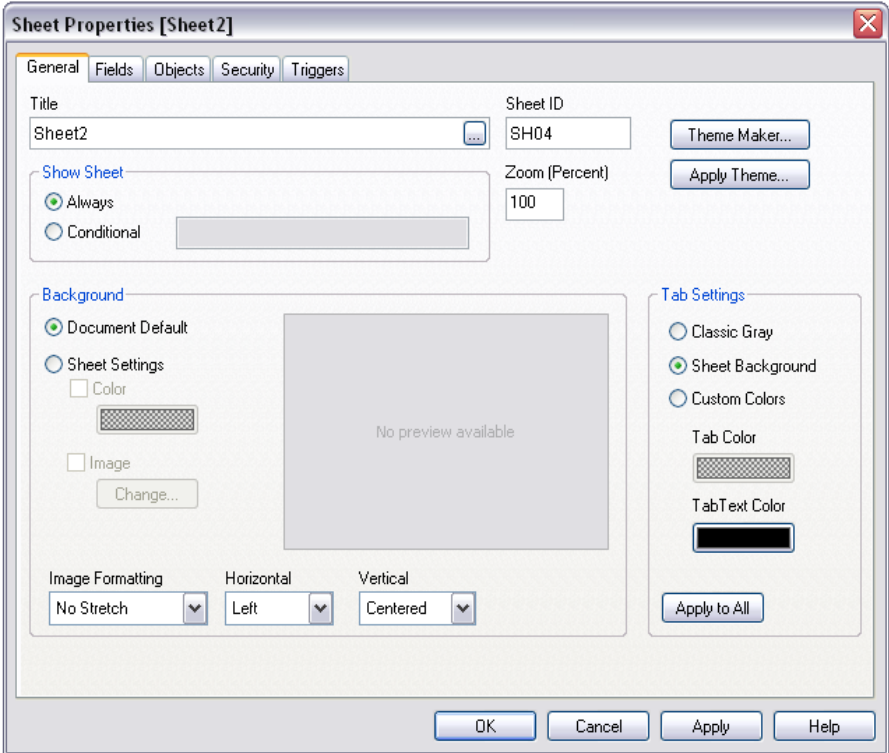 Sheet Properties [Sheet2]
General Fields Objects Security Triggers
Title
Sheet2
...
Sheet ID
SH04
Theme Maker...
Show Sheet
Always
Conditional
Zoom (Percent)
100
Apply Theme...
Background
Document Default
Sheet Settings
Color
Image
Change...
No preview available
Image Formatting
No Stretch
Horizontal
Left
Vertical
Centered
Tab Settings
Classic Gray
Sheet Background
Custom Colors
Tab Color
TabText Color
Apply to All
OK Cancel Apply Help